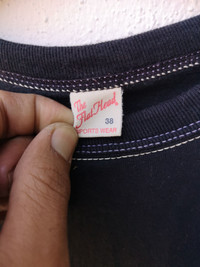 The
Flat Head
38
SPORTS WEAR